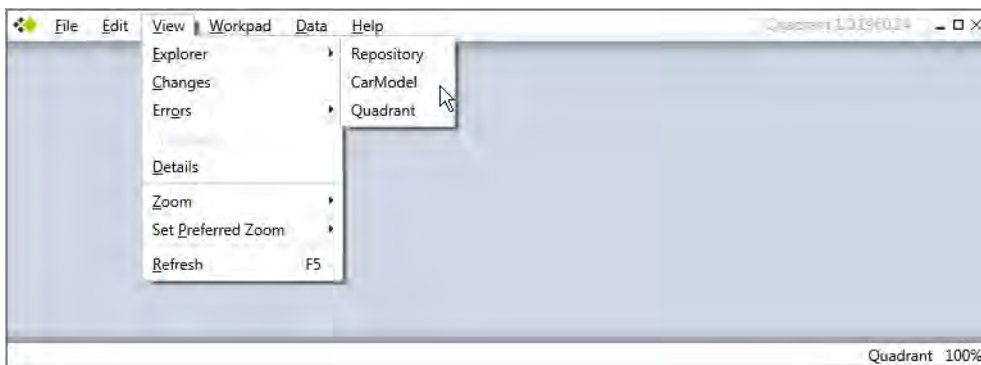 File Edit View Workpad Data Help
Explorer Repository
Changes CarModel
Errors Quadrant
Details
Zoom
Set Preferred Zoom
Refresh F5
Quadrant 100%